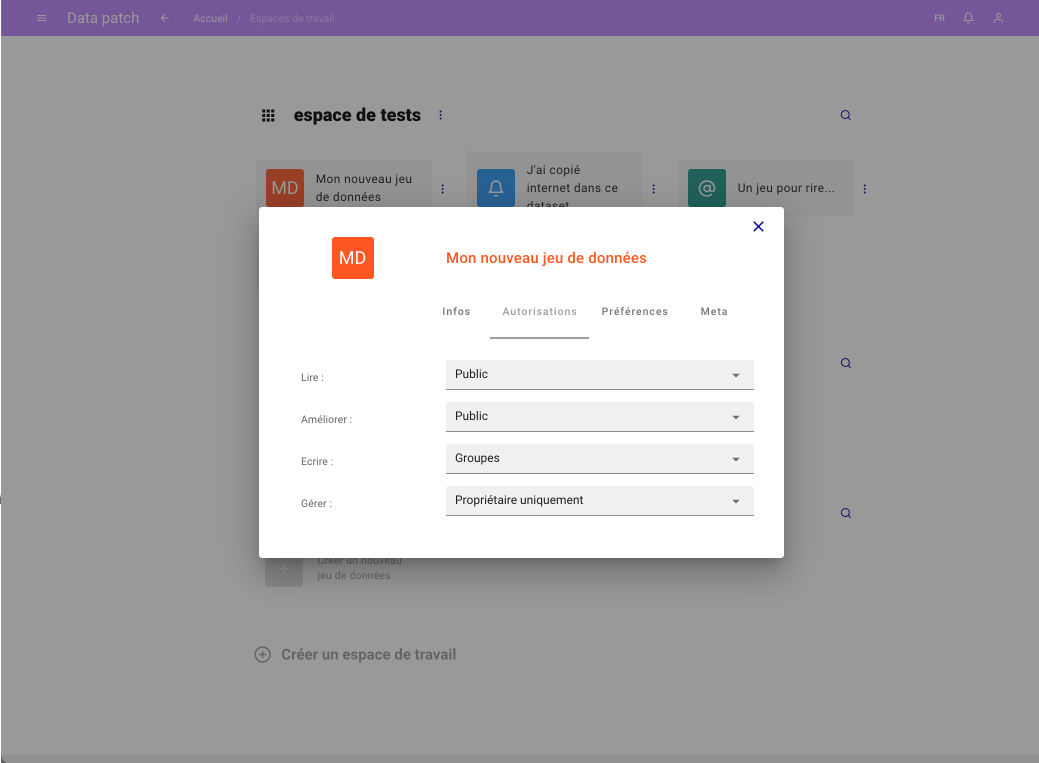 Data patch
Accueil / Espaces de travail
FR
espace de tests
MD
Mon nouveau jeu
de données
J'ai copié
internet dans ce
dataset
@
Un jeu pour rire...
MD
Mon nouveau jeu de données
Infos
Autorisations
Préférences
Meta
Lire :
Public
Améliorer :
Public
Ecrire :
Groupes
Gérer :
Propriétaire uniquement
Créer un nouveau
jeu de données
Créer un espace de travail